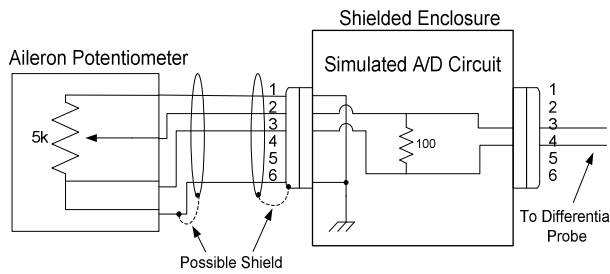 Shielded Enclosure
Aileron Potentiometer
Simulated A/D Circuit
5k
1
2
3
4
5
6
100
1
2
3
4
5
6
To Differentia
Probe
Possible Shield